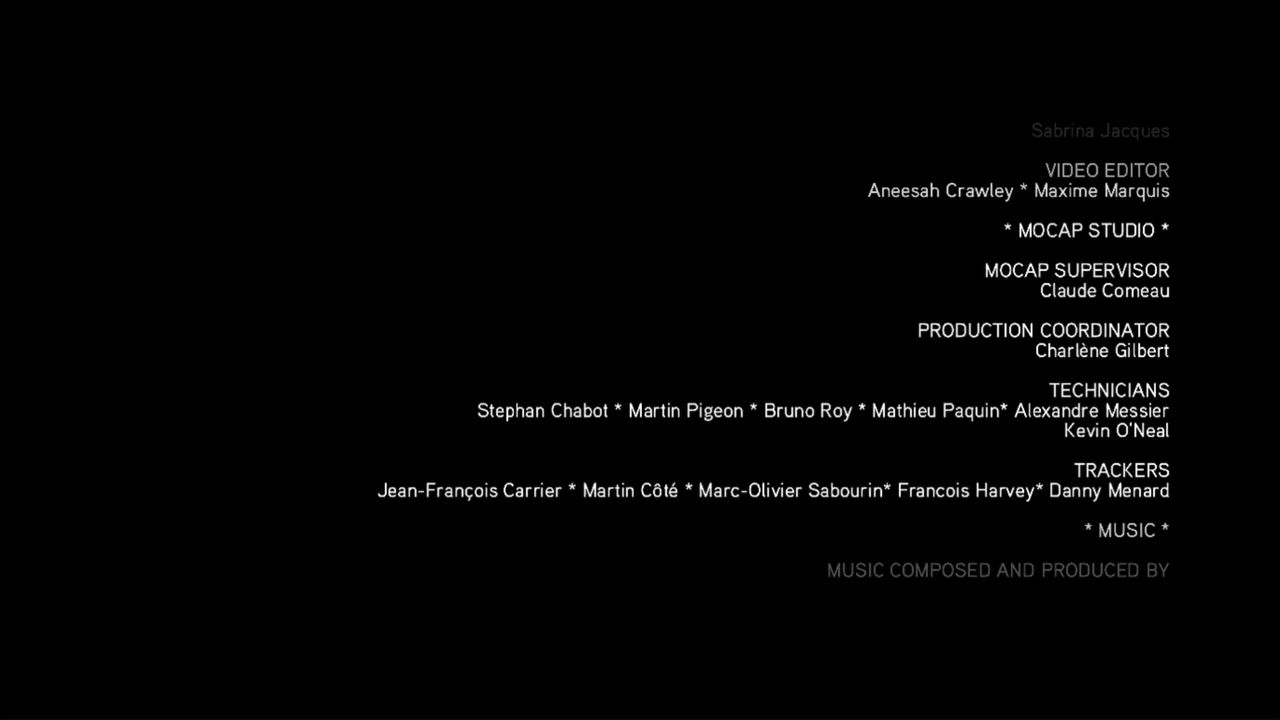 Sabrina Jacques
VIDEO EDITOR
Aneesah Crawley * Maxime Marquis
* MOCAP STUDIO *
MOCAP SUPERVISOR
Claude Comeau
PRODUCTION COORDINATOR
Charlène Gilbert
TECHNICIANS
Stephan Chabot * Martin Pigeon * Bruno Roy * Mathieu Paquin* Alexandre Messier
Kevin O'Neal
TRACKERS
Jean-François Carrier * Martin Côté * Marc-Olivier Sabourin* Francois Harvey* Danny Menard
* MUSIC *
MUSIC COMPOSED AND PRODUCED BY